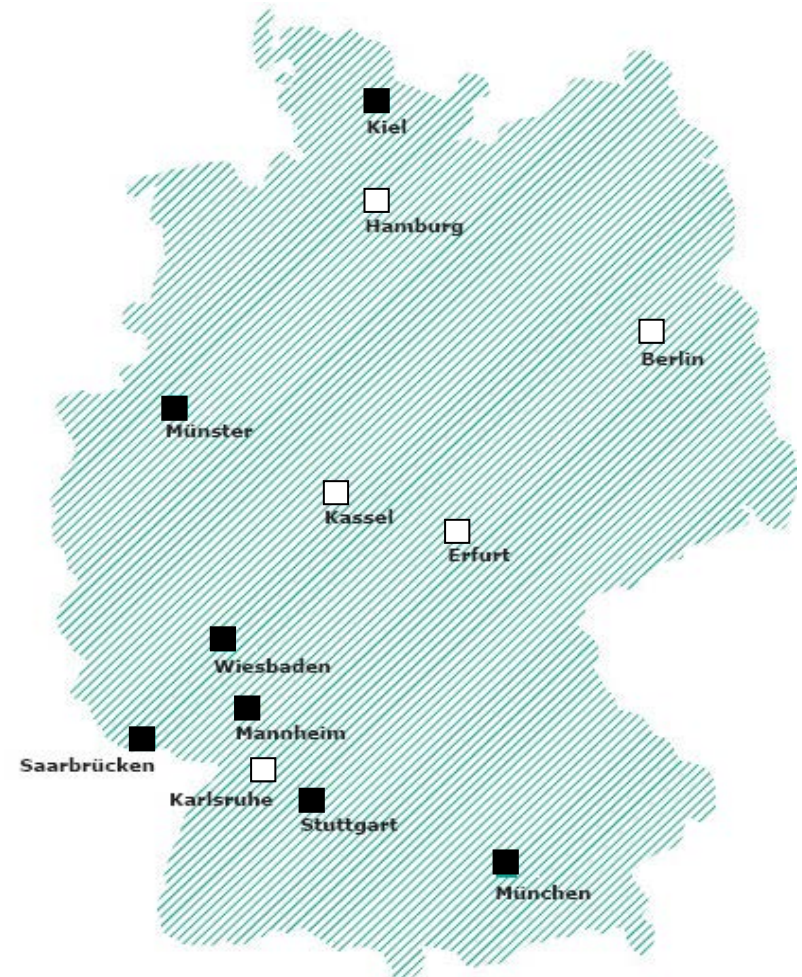 Kiel
Hamburg
Berlin
Münster
Kassel
Erfurt
Wiesbaden
Mannheim
Saarbrücken
Karlsruhe
Stuttgart
München